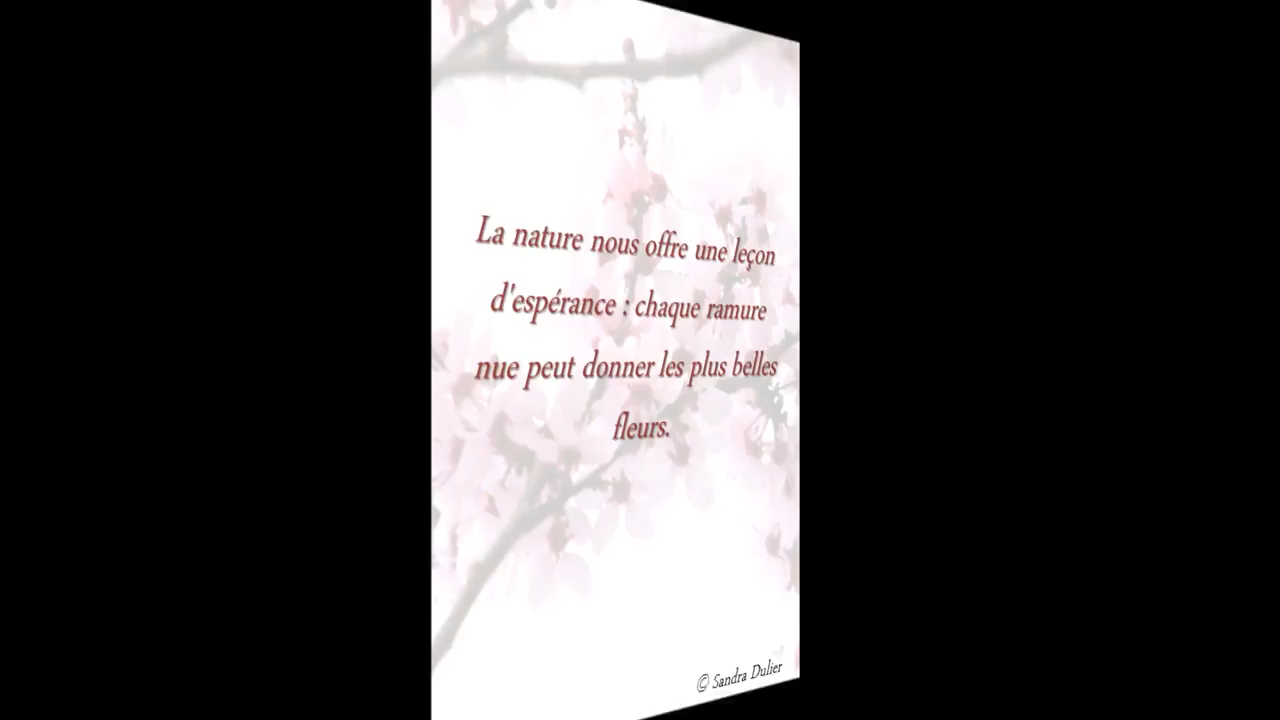 La nature nous offre une leçon
d'espérance : chaque ramure
nue peut donner les plus belles
fleurs.
© Sandra Dulier